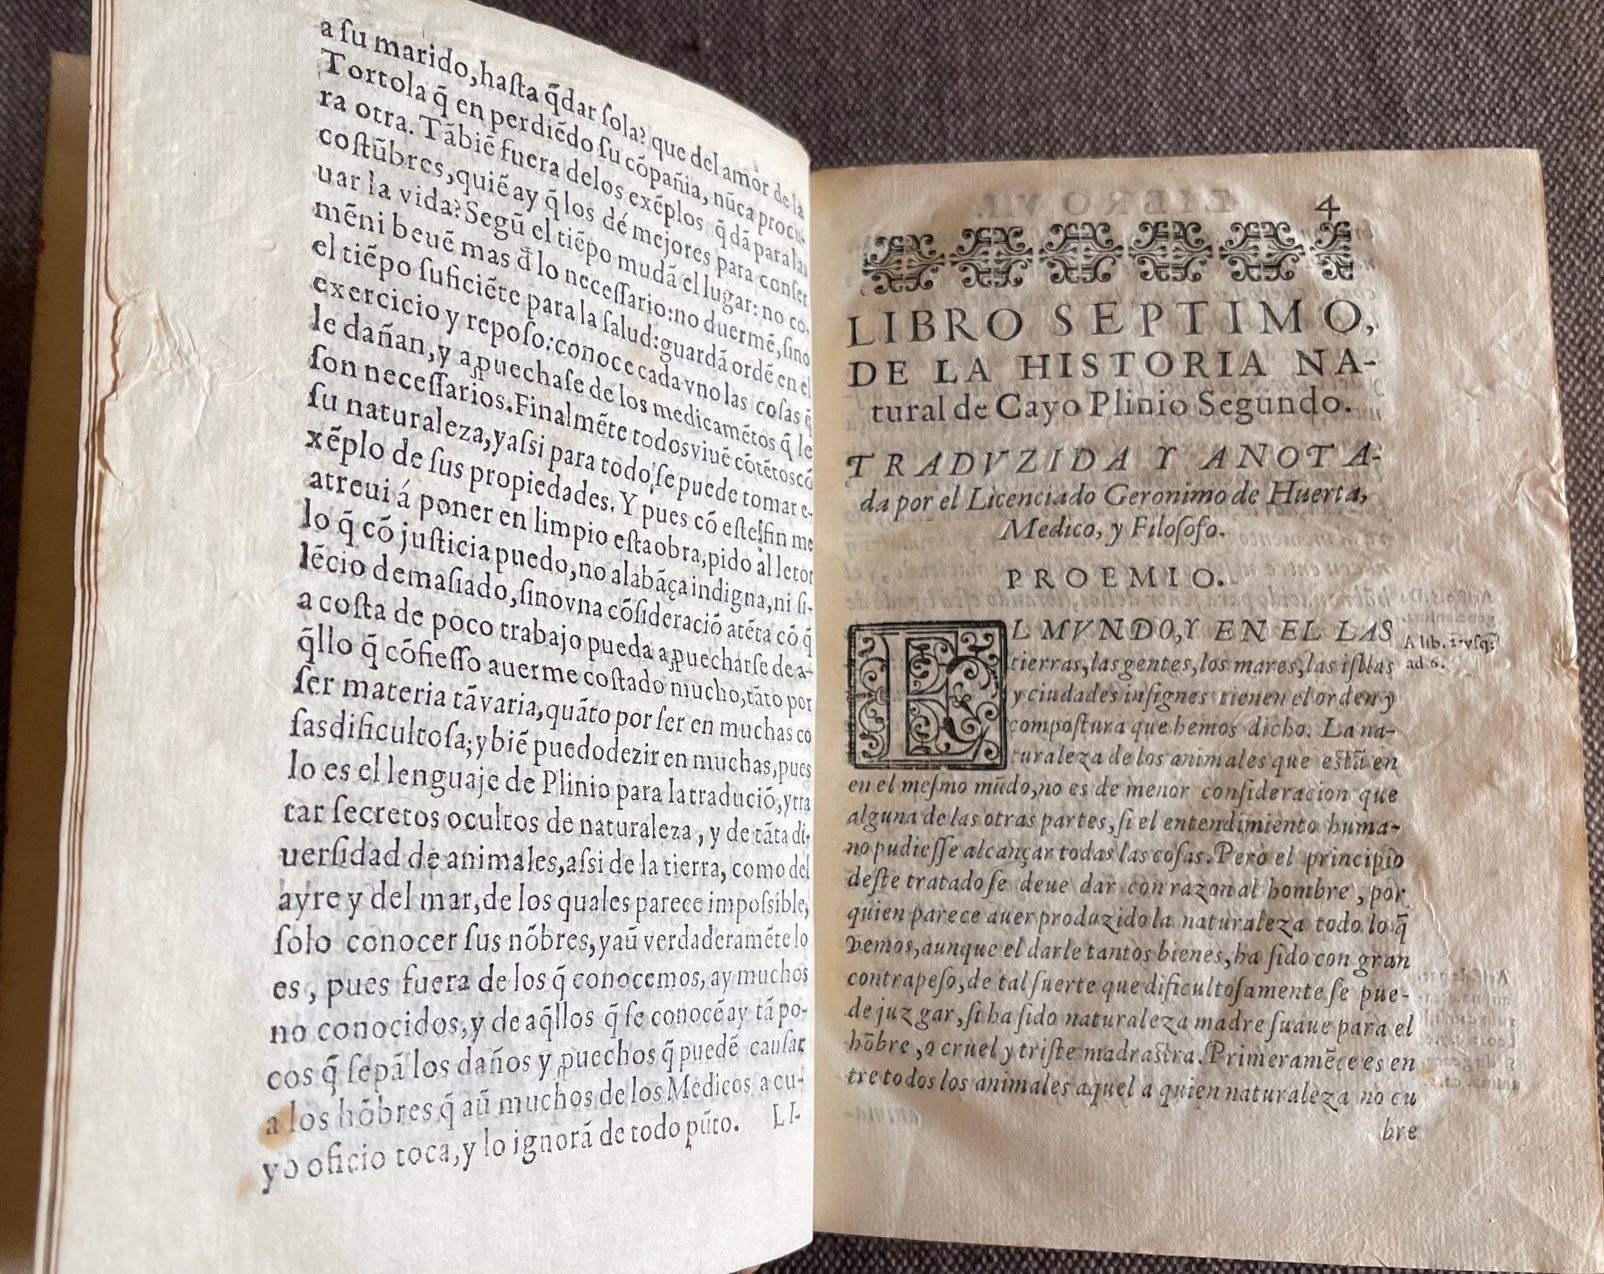 a ſu marido, haſta q̃dar ſola? que del amor de la
Tortola q̃ en perdiẽdo ſu cõpañia, nũca procu-
ra otra. Tãbiẽ fuera delos exẽplos q̃ dã para las
coſtũbres, quiẽ ay q̃ los dé mejores para conſer
uar la vida? Segũ el tiẽpo mudã el lugar: no co-
mẽ ni beuẽ mas d̃ lo neceſſario: no duermẽ, ſino
el tiẽpo ſuficiẽte para la ſalud: guardã ordẽ en el
exercicio y repoſo: conoce cada vno las coſas q̃
le dañan, y apuechaſe de los medicamẽtos q̃ le
ſon neceſſarios. Finalmẽte todos viuẽ cõtẽtos cõ
ſu naturaleza, y aſsi para todo ſe puede tomar e-
xẽplo de ſus propiedades. Y pues cõ eſte fin me
atreui á poner en limpio eſta obra, pido al letor
lo q̃ cõ juſticia puedo, no alabãça indigna, ni ſi-
lẽcio demaſiado, ſino vna cõſideració atẽta cõ q̃
a coſta de poco trabajo pueda apuecharſe de a-
q̃llo q̃ cõfieſſo auerme coſtado mucho, tãto por
ſer materia tã varia, quãto por ſer en muchas co
ſas dificultoſa; y biẽ puedo dezir en muchas, pues
lo es el lenguaje de Plinio para la tradució, y tra
tar ſecretos ocultos de naturaleza, y de tãta di-
uerſidad de animales, aſsi de la tierra, como del
ayre y del mar, de los quales parece impoſsible,
ſolo conocer ſus nõbres, y aũ verdaderamẽte lo
es, pues fuera de los q̃ conocemos, ay muchos
no conocidos, y de aq̃llos q̃ ſe conocẽ ay tã po-
cos q̃ ſepã los daños y puechos q̃ puedẽ cauſar
a los hõbres q̃ aũ muchos de los Medicos a cu-
yo oficio toca, y lo ignorã de todo pũto. LI-
4
LIBRO SEPTIMO,
DE LA HISTORIA NA-
tural de Cayo Plinio Segundo.
TRADVZIDA Y ANOTA-
da por el Licenciado Geronimo de Huerta,
Medico, y Filoſofo.
PROEMIO.
EL MVNDO, Y EN EL LAS
tierras, las gentes, los mares, las iſlas
y ciudades inſignes tienen el orden y
compoſtura que hemos dicho. La na-
turaleza de los animales que eſtã en
en el meſmo mũdo, no es de menor conſideracion que
alguna de las otras partes, ſi el entendimiento huma-
no pudieſſe alcançar todas las coſas. Pero el principio
deſte tratado ſe deue dar con razon al hombre, por
quien parece auer produzido la naturaleza todo lo q̃
vemos, aunque el darle tantos bienes, ha ſido con gran
contrapeſo, de tal ſuerte que dificultoſamente ſe pue-
de juzgar, ſi ha ſido naturaleza madre ſuaue para el
hõbre, o cruel y triſte madraſtra. Primeramẽte es en
tre todos los animales aquel a quien naturaleza no cu
bre
A lib. 2. vſq;
ad 6.